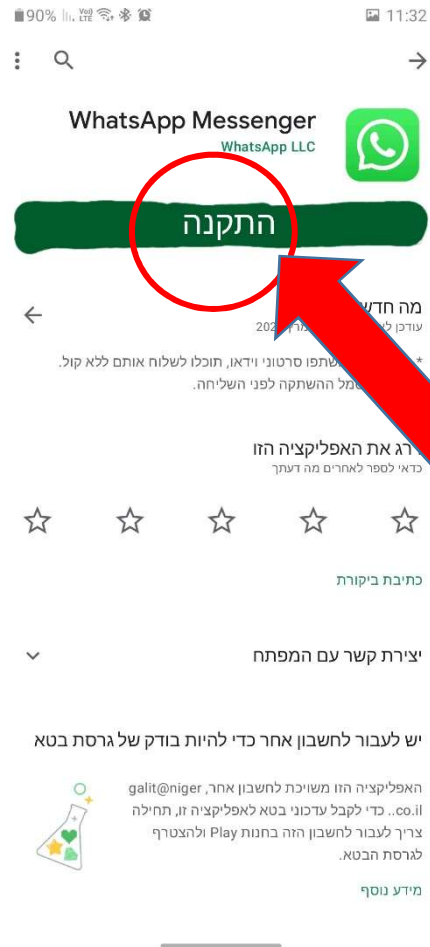 90% 11:32
WhatsApp Messenger
WhatsApp LLC
התקנה
מה חדש
עודכן
* שתפו סרטוני וידאו, תוכלו לשלוח אותם ללא קול.
ההשתקה לפני השליחה.
את האפליקציה הזו
כדאי לספר לאחרים מה דעתך
כתיבת ביקורת
יצירת קשר עם המפתח
יש לעבור לחשבון אחר כדי להיות בודק של גרסת בטא
האפליקציה הזו משויכת לחשבון אחר, galit@niger
co.il.. כדי לקבל עדכוני בטא לאפליקציה זו, תחילה
צריך לעבור לחשבון הזה בחנות Play ולהצטרף
לגרסת הבטא.
מידע נוסף